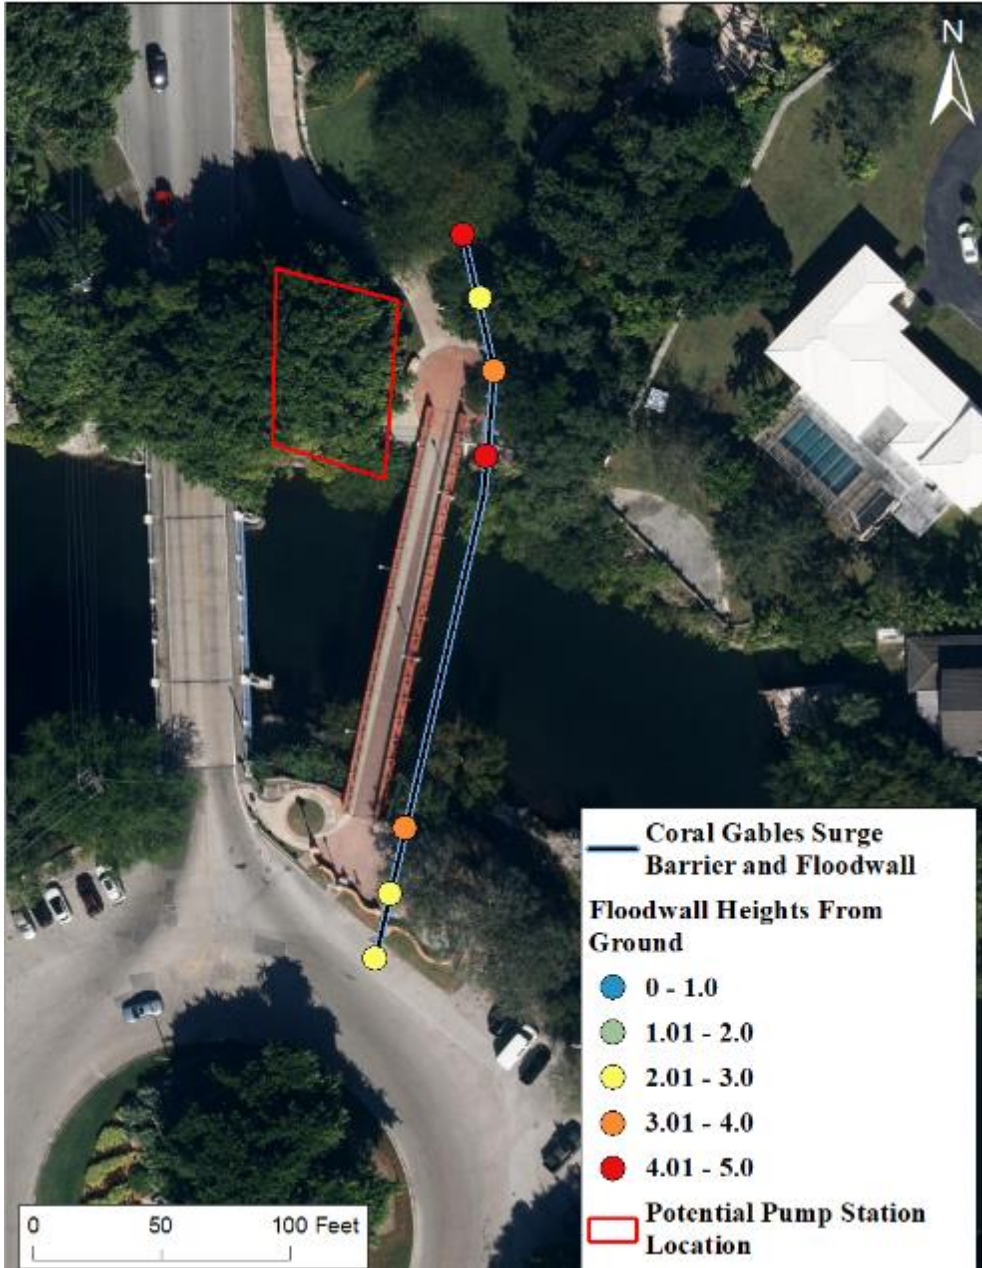 N
Coral Gables Surge
Barrier and Floodwall
Floodwall Heights From
Ground
0 - 1.0
1.01 - 2.0
2.01 - 3.0
3.01 - 4.0
4.01 - 5.0
Potential Pump Station
Location
0 50 100 Feet